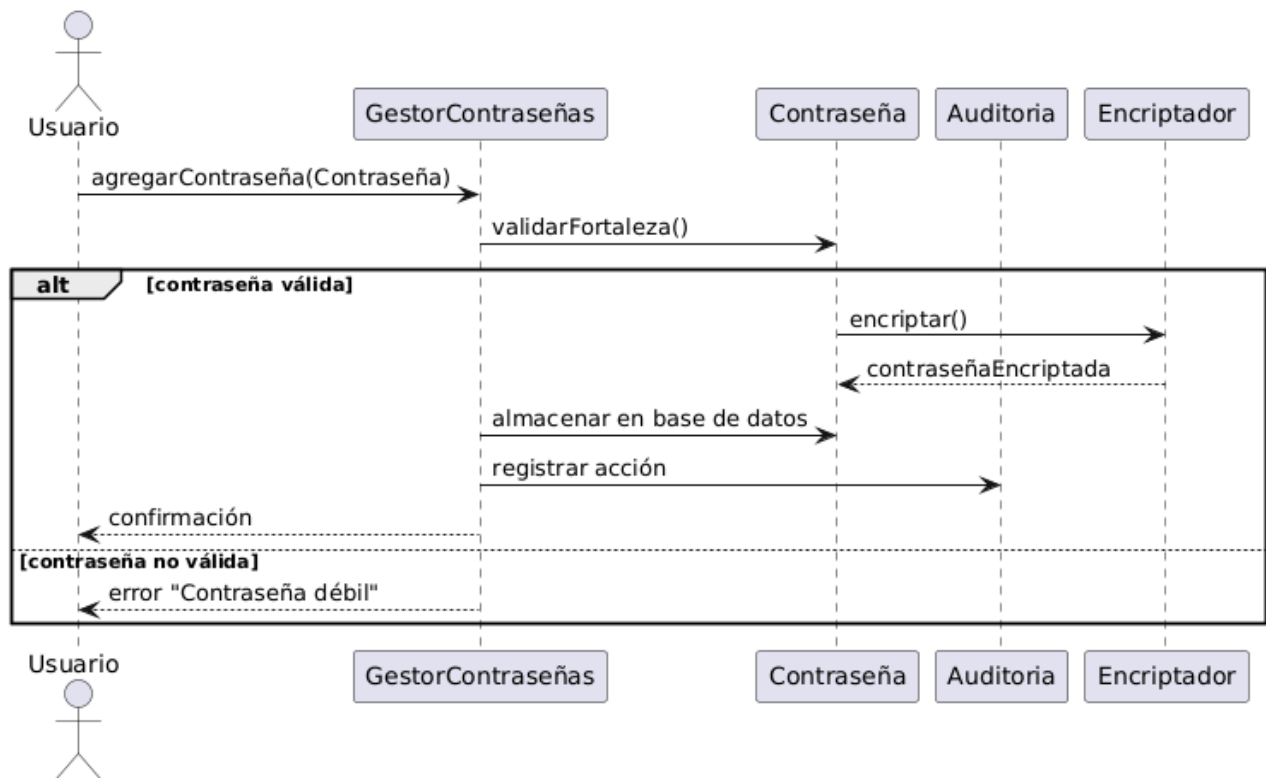 Usuario
GestorContraseñas
Contraseña
Auditoria
Encriptador
agregarContraseña(Contraseña)
validarFortaleza()
alt
[contraseña válida]
encriptar()
contraseñaEncriptada
almacenar en base de datos
registrar acción
confirmación
[contraseña no válida]
error "Contraseña débil"
Usuario
GestorContraseñas
Contraseña
Auditoria
Encriptador